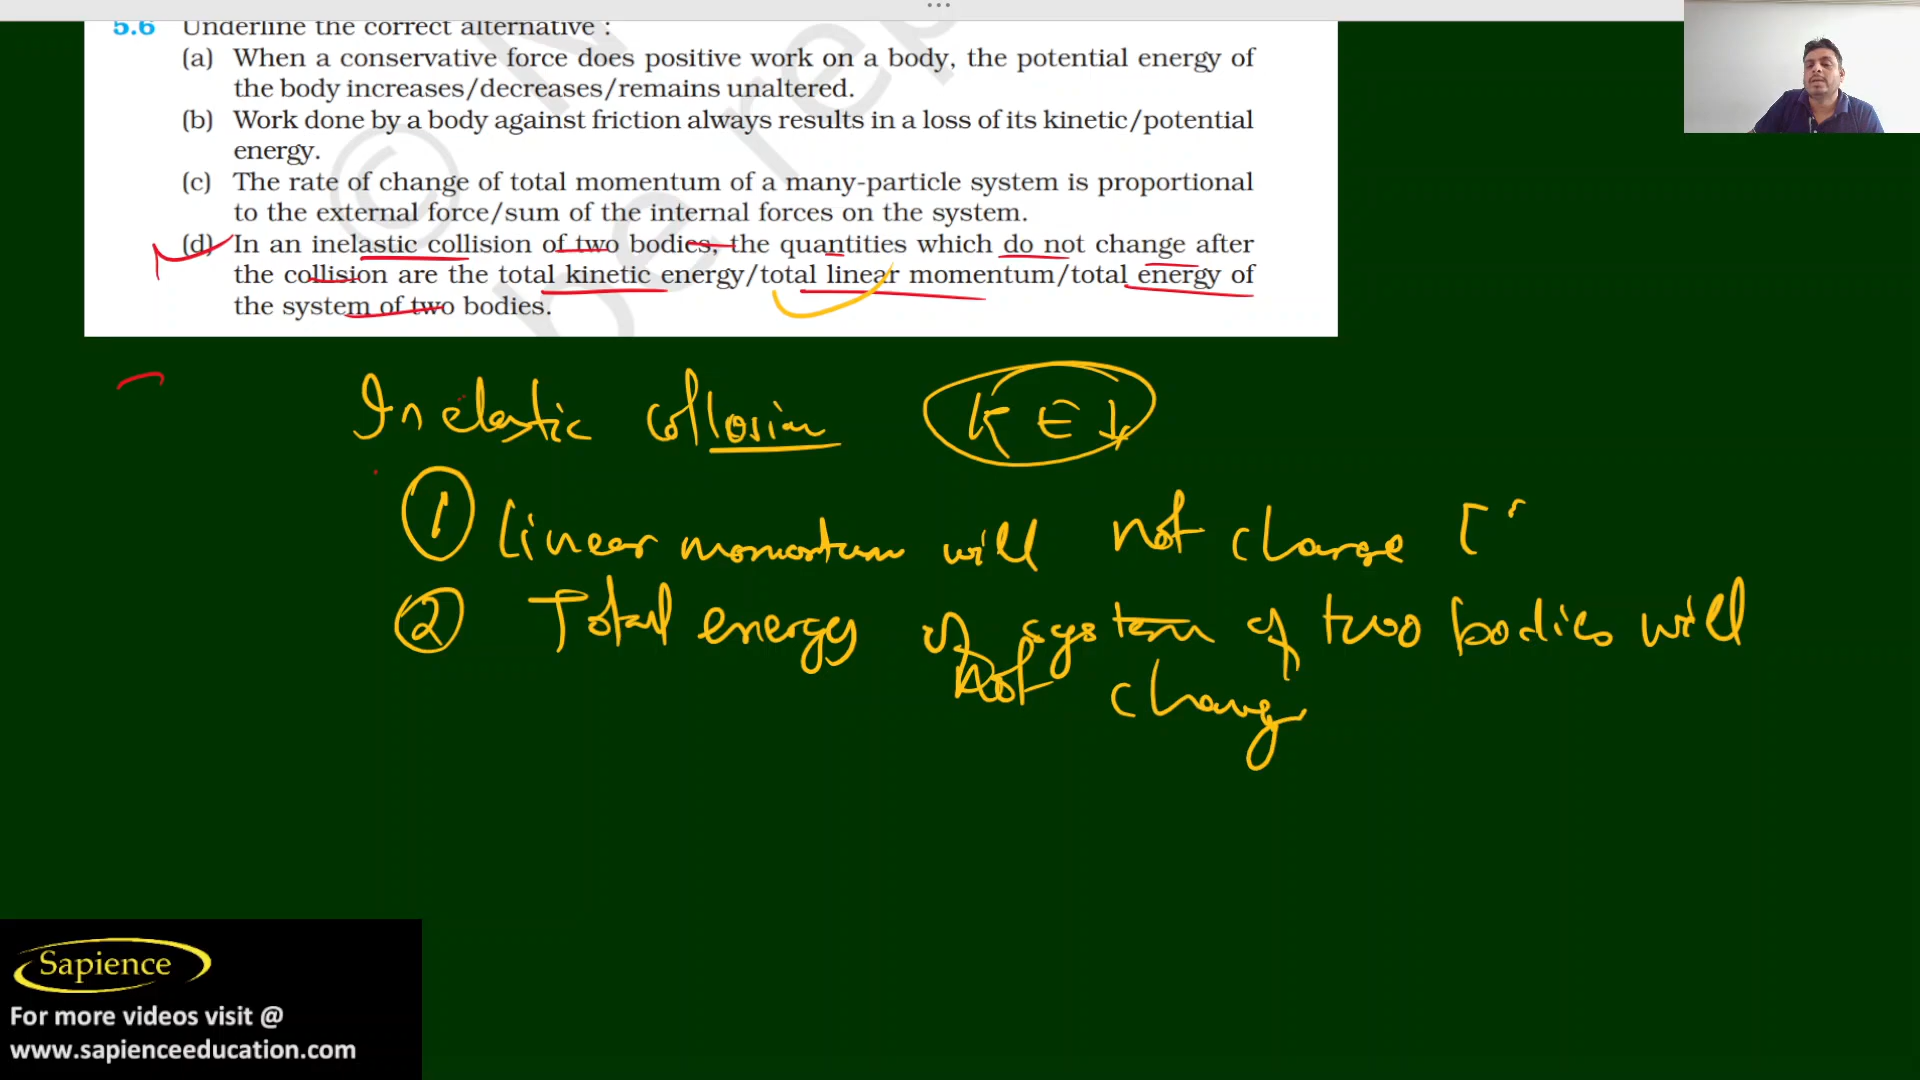 5.6 Underline the correct alternative :
(a) When a conservative force does positive work on a body, the potential energy of
the body increases/decreases/remains unaltered.
(b) Work done by a body against friction always results in a loss of its kinetic/potential
energy.
(c) The rate of change of total momentum of a many-particle system is proportional
to the external force/sum of the internal forces on the system.
(d) In an inelastic collision of two bodies, the quantities which do not change after
the collision are the total kinetic energy/total linear momentum/total energy of
the system of two bodies.
© N
be rep
Inelastic collosion KE↓
① linear momentum will not change [
② Total energy of system of two bodies will
not change
Sapience
For more videos visit @
www.sapienceeducation.com